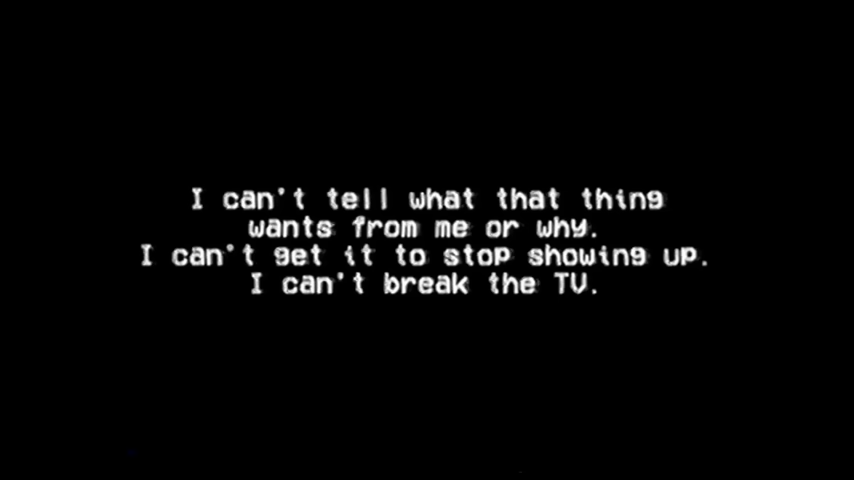 I can't tell what that thing
wants from me or why.
I can't get it to stop showing up.
I can't break the TV.